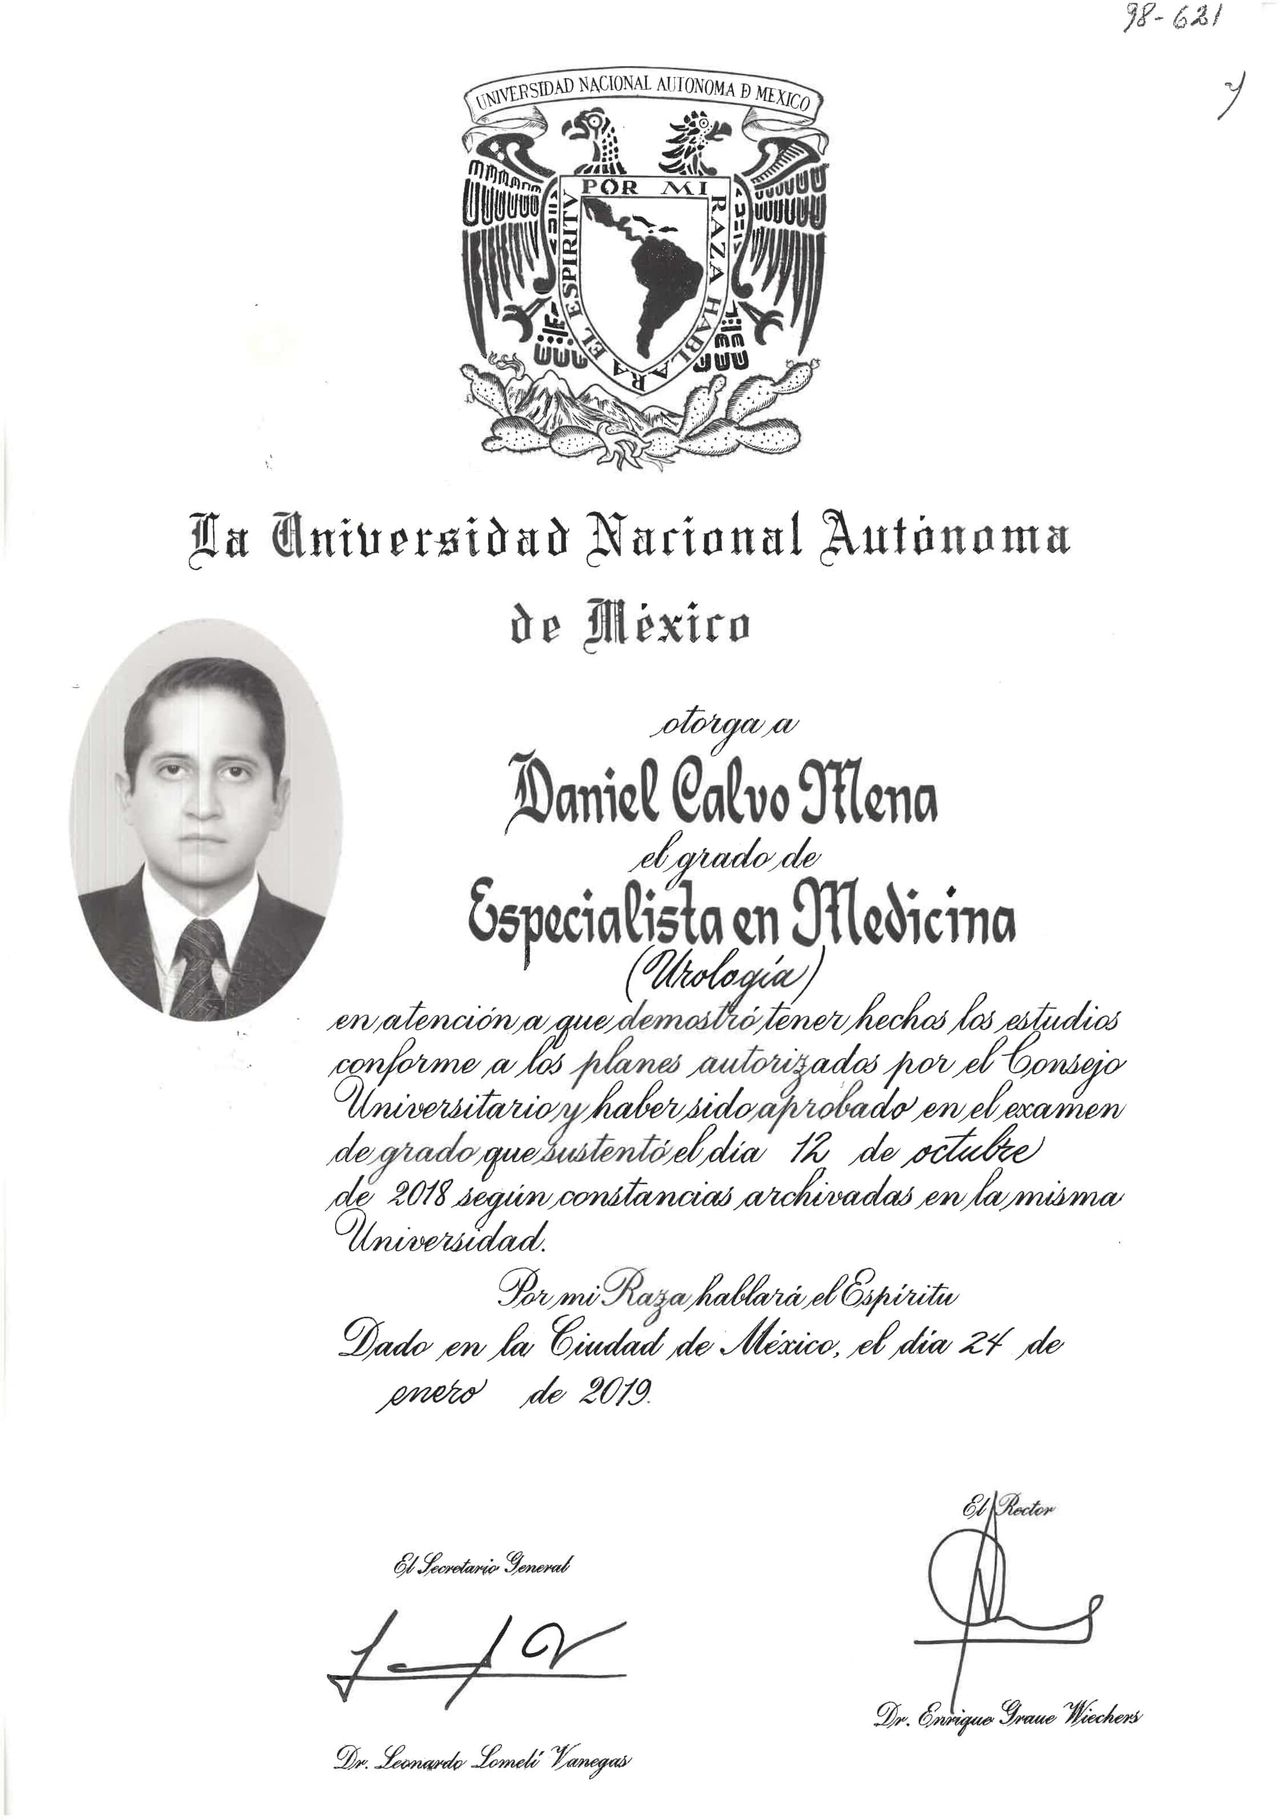 98-621
UNIVERSIDAD NACIONAL AUTONOMA D MEXICO
POR MI RAZA HABLARA EL ESPIRITU
La Universidad Nacional Autónoma
de México
otorga a
Daniel Calvo Mena
el grado de
Especialista en Medicina
(Urología)
en atención a que demostró tener hechos los estudios
conforme a los planes autorizados por el Consejo
Universitario y haber sido aprobado en el examen
de grado que sustentó el día 12 de octubre
de 2018 según constancias archivadas en la misma
Universidad.
Por mi Raza hablará el Espíritu
Dado en la Ciudad de México, el día 24 de
enero de 2019.
El Rector
El Secretario General
Dr. Enrique Graue Wiechers
Dr. Leonardo Lomelí Vanegas